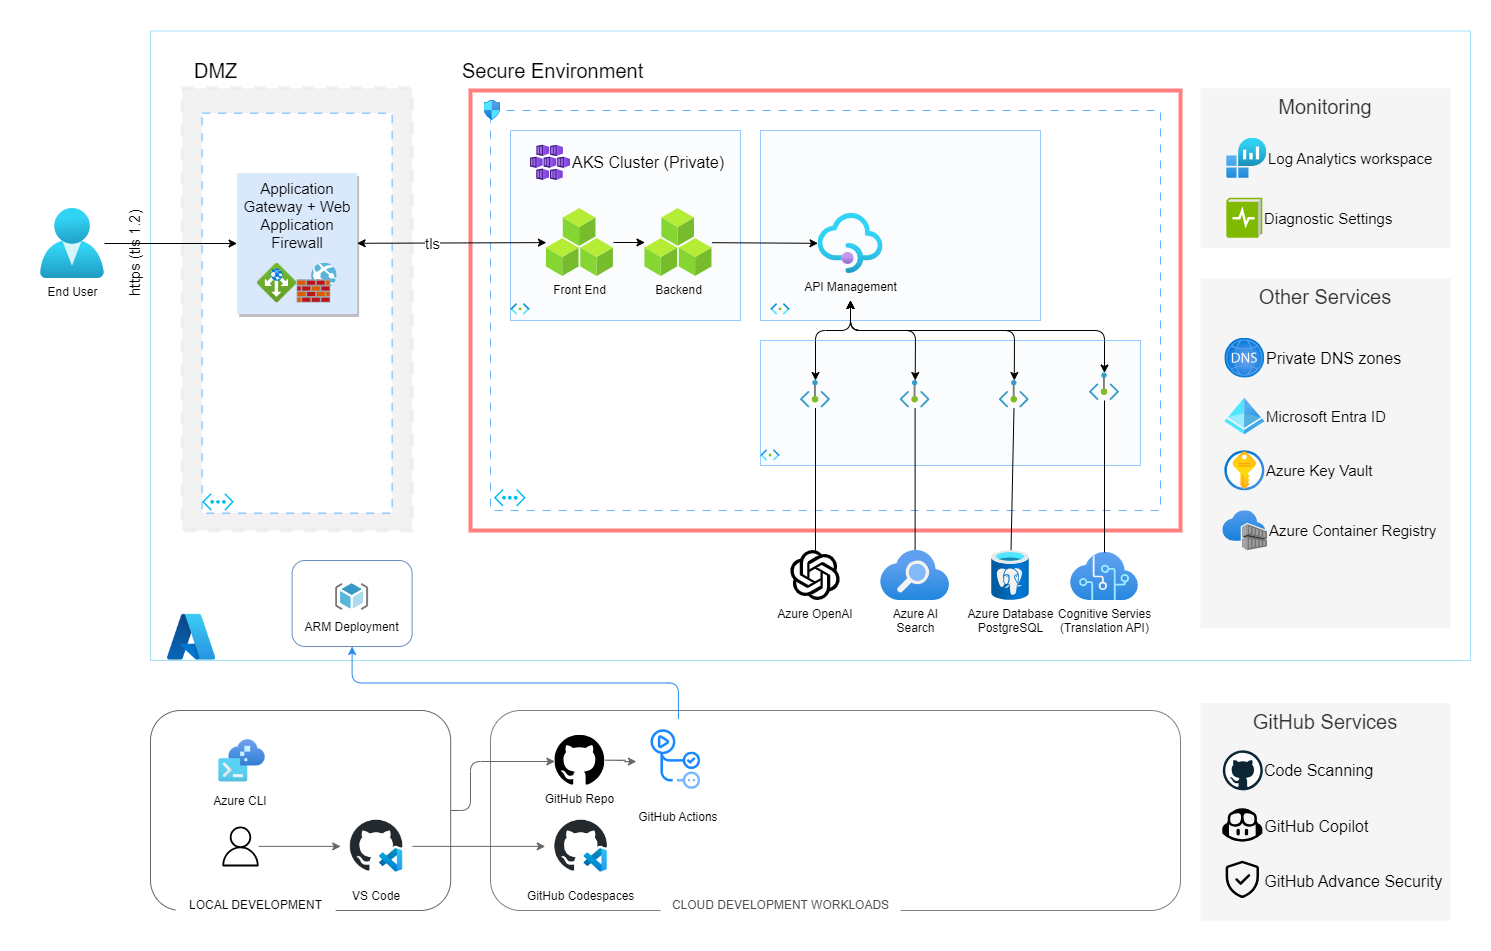 DMZ
Secure Environment
Application
Gateway + Web
Application
Firewall
https (tls 1.2)
End User
tls
AKS Cluster (Private)
Front End
Backend
API Management
Monitoring
Log Analytics workspace
Diagnostic Settings
Other Services
DNS
Private DNS zones
Microsoft Entra ID
Azure Key Vault
Azure Container Registry
Azure OpenAI
Azure AI
Search
Azure Database
PostgreSQL
Cognitive Servies
(Translation API)
ARM Deployment
Azure CLI
VS Code
LOCAL DEVELOPMENT
GitHub Repo
GitHub Actions
GitHub Codespaces
CLOUD DEVELOPMENT WORKLOADS
GitHub Services
Code Scanning
GitHub Copilot
GitHub Advance Security